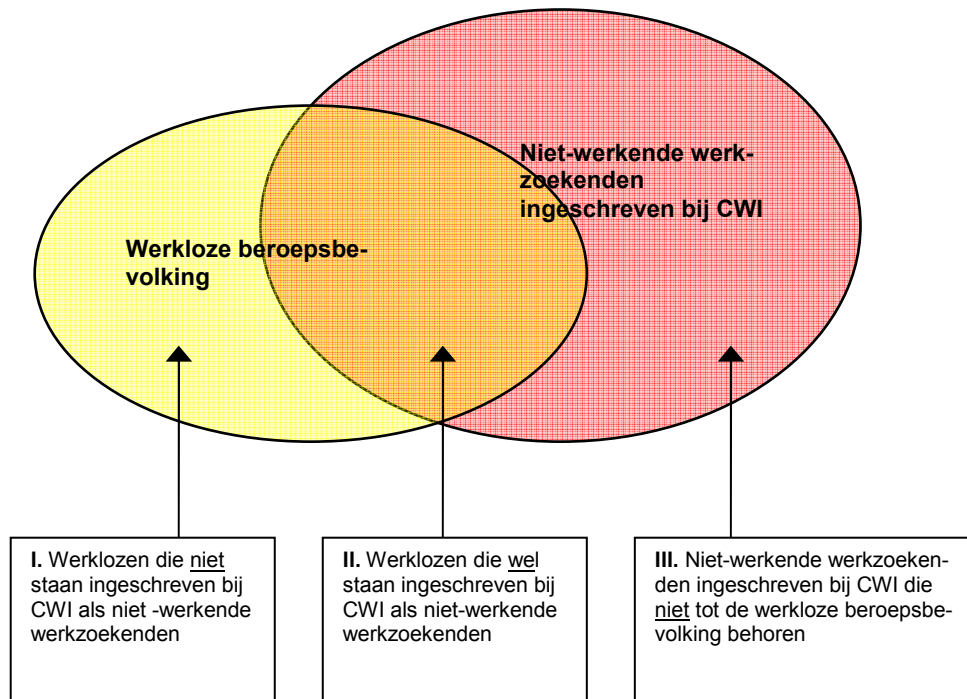 Niet-werkende werk-
zoekenden
ingeschreven bij CWI
Werkloze beroepsbe-
volking
I. Werklozen die niet
staan ingeschreven bij
CWI als niet -werkende
werkzoekenden
II. Werklozen die wel
staan ingeschreven bij
CWI als niet-werkende
werkzoekenden
III. Niet-werkende werkzoeken-
den ingeschreven bij CWI die
niet tot de werkloze beroepsbe-
volking behoren